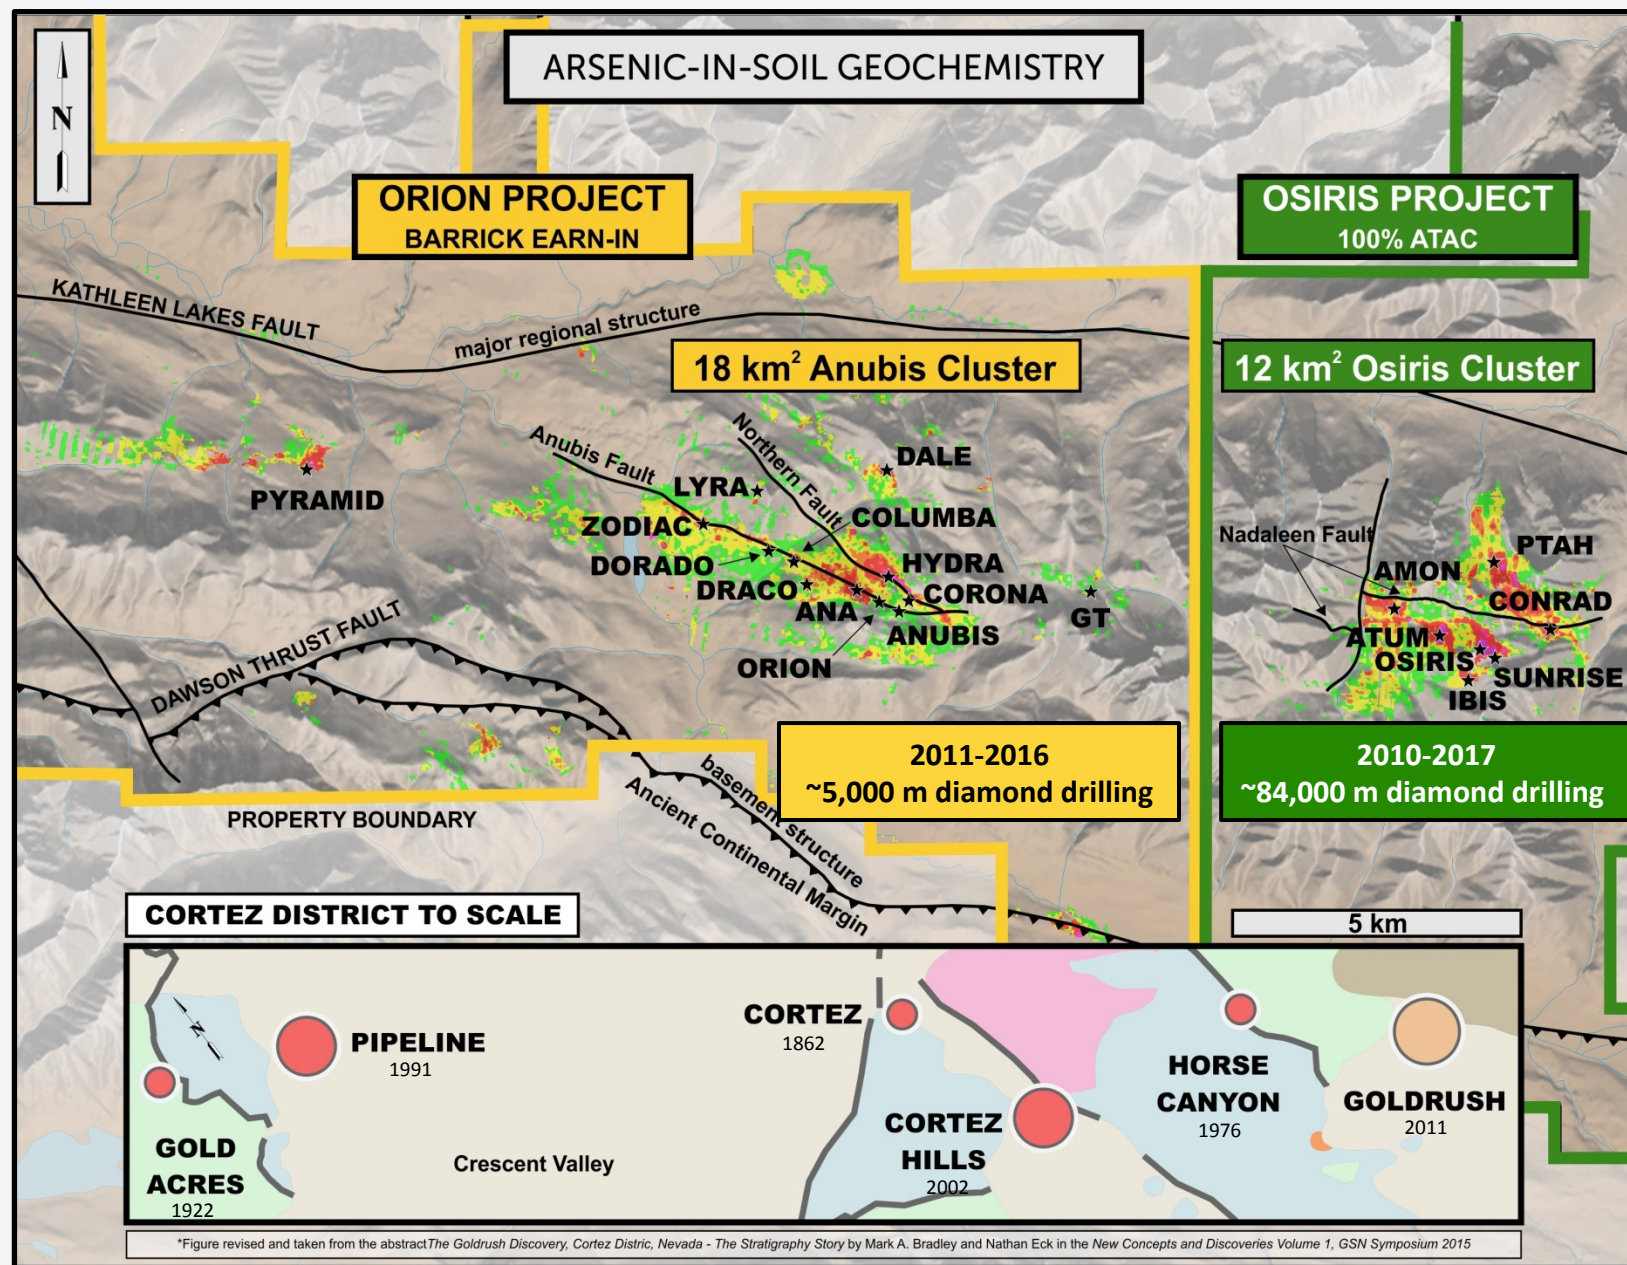 ARSENIC-IN-SOIL GEOCHEMISTRY
N
ORION PROJECT
BARRICK EARN-IN
OSIRIS PROJECT
100% ATAC
KATHLEEN LAKES FAULT
major regional structure
18 km² Anubis Cluster
12 km² Osiris Cluster
Anubis Fault
Northern Fault
DALE
LYRA
PYRAMID
ZODIAC
COLUMBA
DORADO
HYDRA
DRACO
CORONA
ANA
ANUBIS
GT
ORION
Nadaleen Fault
PTAH
AMON
CONRAD
ATUM
OSIRIS
SUNRISE
IBIS
DAWSON THRUST FAULT
2011-2016
~5,000 m diamond drilling
2010-2017
~84,000 m diamond drilling
basement structure
Ancient Continental Margin
PROPERTY BOUNDARY
CORTEZ DISTRICT TO SCALE
5 km
N
PIPELINE
1991
CORTEZ
1862
HORSE
CANYON
1976
GOLDRUSH
2011
CORTEZ
HILLS
2002
GOLD
ACRES
1922
Crescent Valley
*Figure revised and taken from the abstract The Goldrush Discovery, Cortez Distric, Nevada - The Stratigraphy Story by Mark A. Bradley and Nathan Eck in the New Concepts and Discoveries Volume 1, GSN Symposium 2015